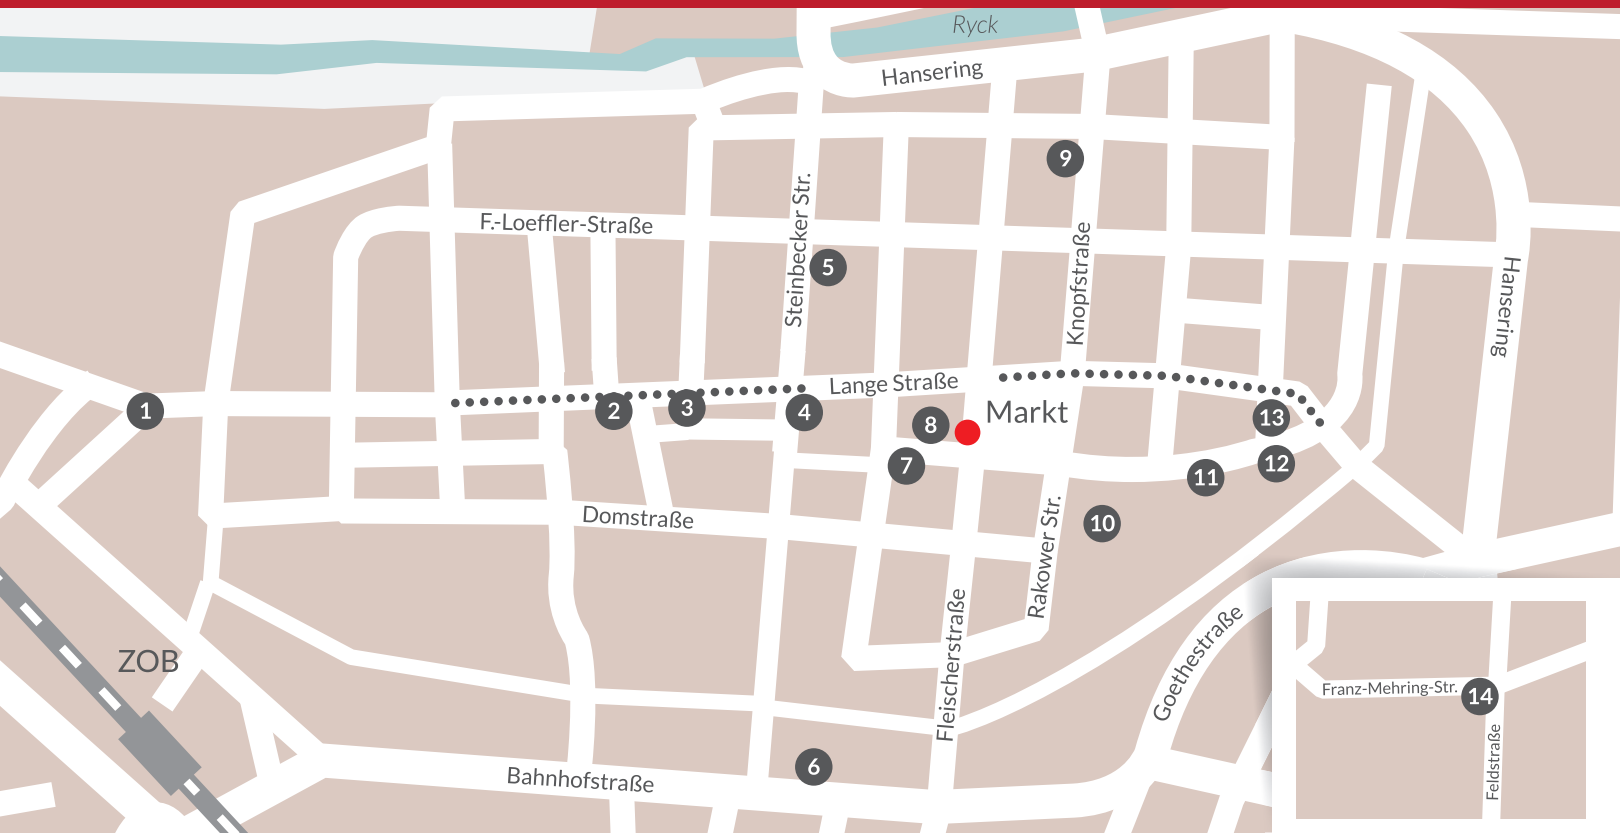 Ryck
Hansering
9
Steinbecker Str.
F.-Loeffler-Straße
5
Knopfstraße
Hansering
Lange Straße
1
2
3
4
8
Markt
13
7
12
11
Domstraße
10
Rakower Str.
Fleischerstraße
Goethestraße
ZOB
Franz-Mehring-Str.
14
Feldstraße
6
Bahnhofstraße